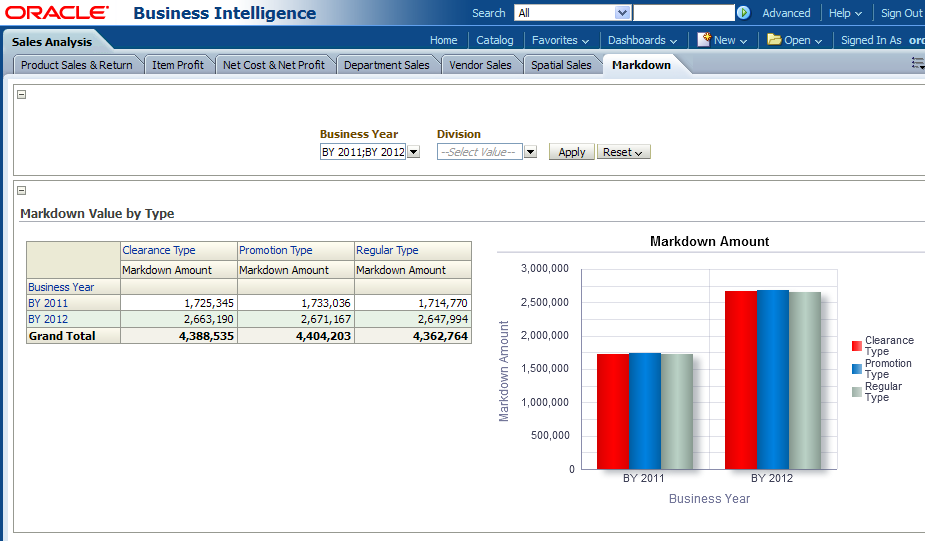 ORACLE® Business Intelligence Search All Advanced Help Sign Out
Sales Analysis Home Catalog Favorites Dashboards New Open Signed In As
Product Sales & Return Item Profit Net Cost & Net Profit Department Sales Vendor Sales Spatial Sales Markdown
Business Year Division
BY 2011;BY 2012 --Select Value-- Apply Reset
Markdown Value by Type
Clearance Type Promotion Type Regular Type
Markdown Amount Markdown Amount Markdown Amount
Business Year
BY 2011 1,725,345 1,733,036 1,714,770
BY 2012 2,663,190 2,671,167 2,647,994
Grand Total 4,388,535 4,404,203 4,362,764
Markdown Amount
3,000,000
2,500,000
2,000,000
1,500,000
1,000,000
500,000
0
Markdown Amount
BY 2011 BY 2012
Business Year
Clearance
Type
Promotion
Type
Regular
Type